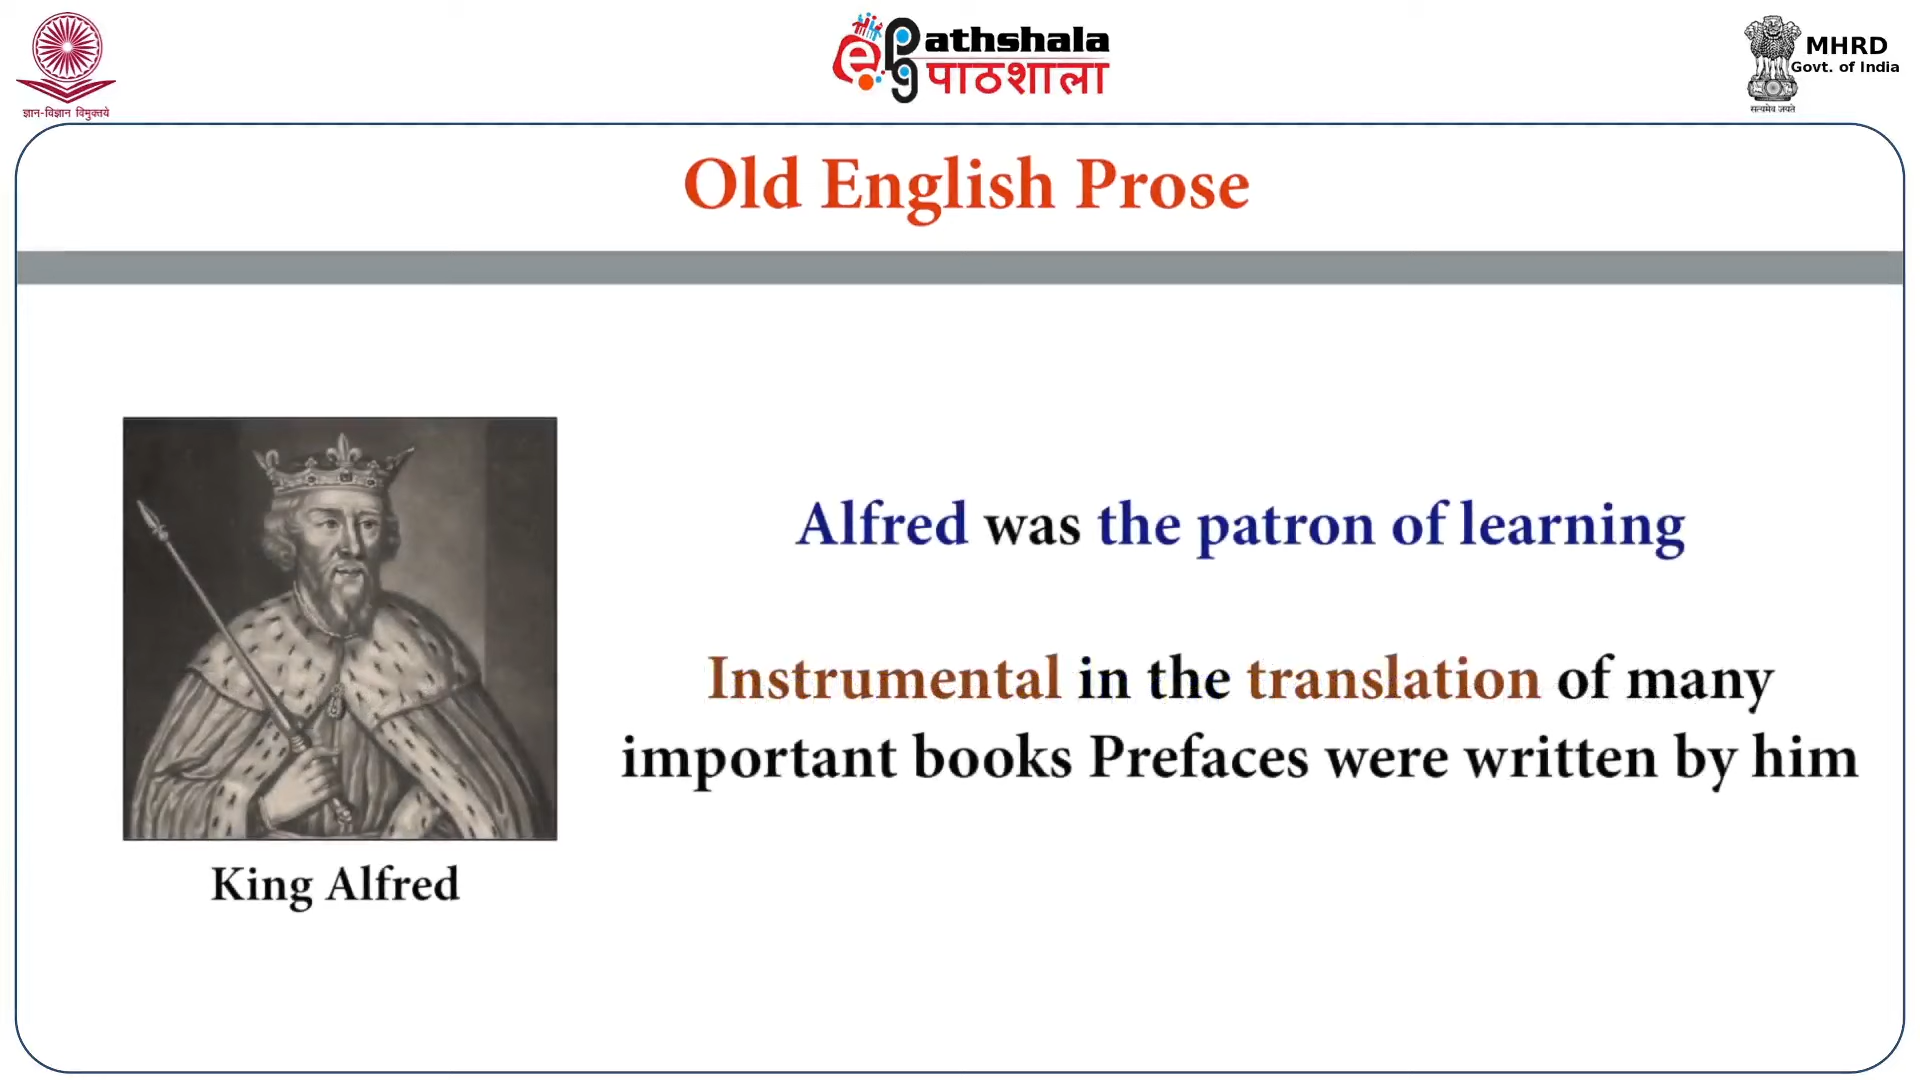 ज्ञान-विज्ञान विमुक्तये
e Pathshala
pg पाठशाला
MHRD
Govt. of India
सत्यमेव जयते
Old English Prose
Alfred was the patron of learning
Instrumental in the translation of many
important books Prefaces were written by him
King Alfred